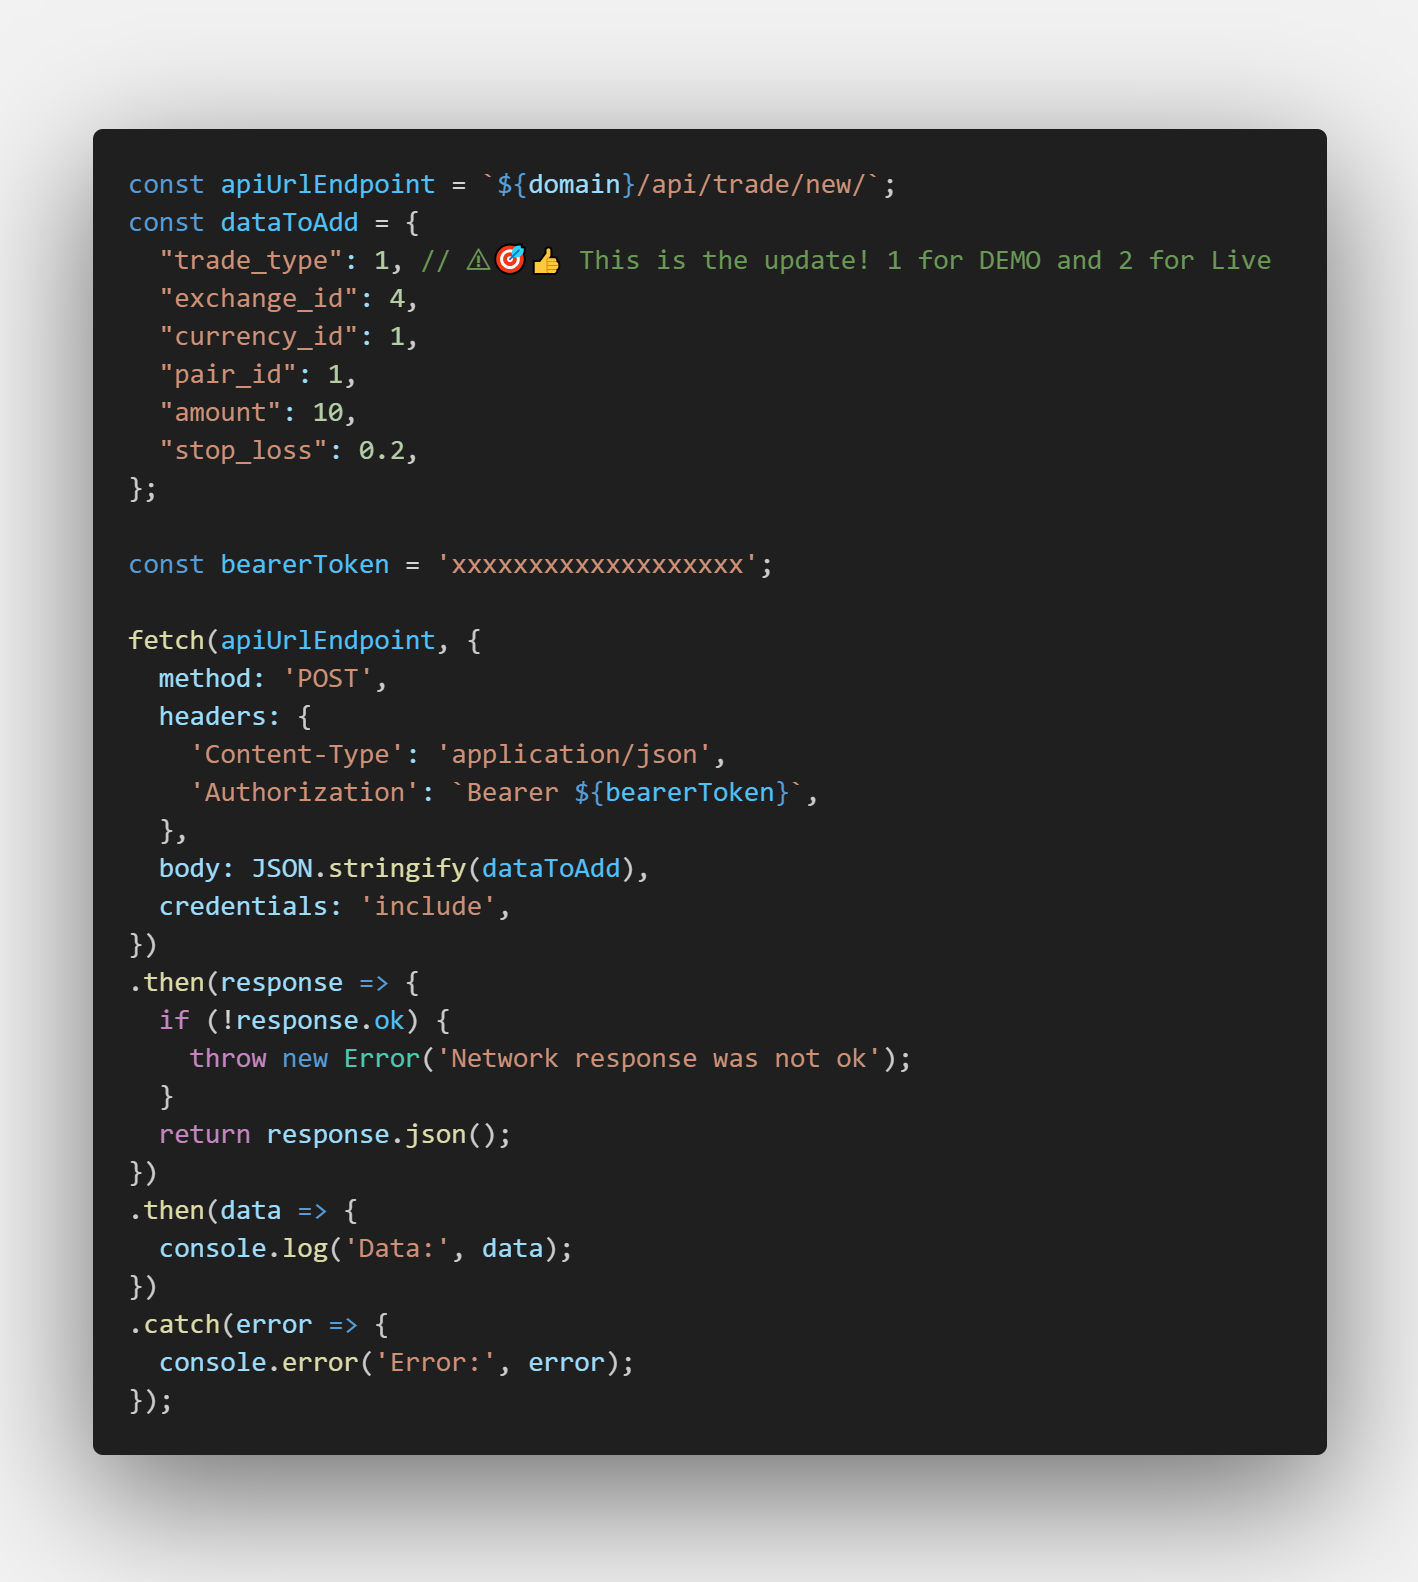 const apiUrlEndpoint = `${domain}/api/trade/new/`;
const dataToAdd = {
  "trade_type": 1, // ⚠🎯👍 This is the update! 1 for DEMO and 2 for Live
  "exchange_id": 4,
  "currency_id": 1,
  "pair_id": 1,
  "amount": 10,
  "stop_loss": 0.2,
};

const bearerToken = 'xxxxxxxxxxxxxxxxxxx';

fetch(apiUrlEndpoint, {
  method: 'POST',
  headers: {
    'Content-Type': 'application/json',
    'Authorization': `Bearer ${bearerToken}`,
  },
  body: JSON.stringify(dataToAdd),
  credentials: 'include',
})
.then(response => {
  if (!response.ok) {
    throw new Error('Network response was not ok');
  }
  return response.json();
})
.then(data => {
  console.log('Data:', data);
})
.catch(error => {
  console.error('Error:', error);
});